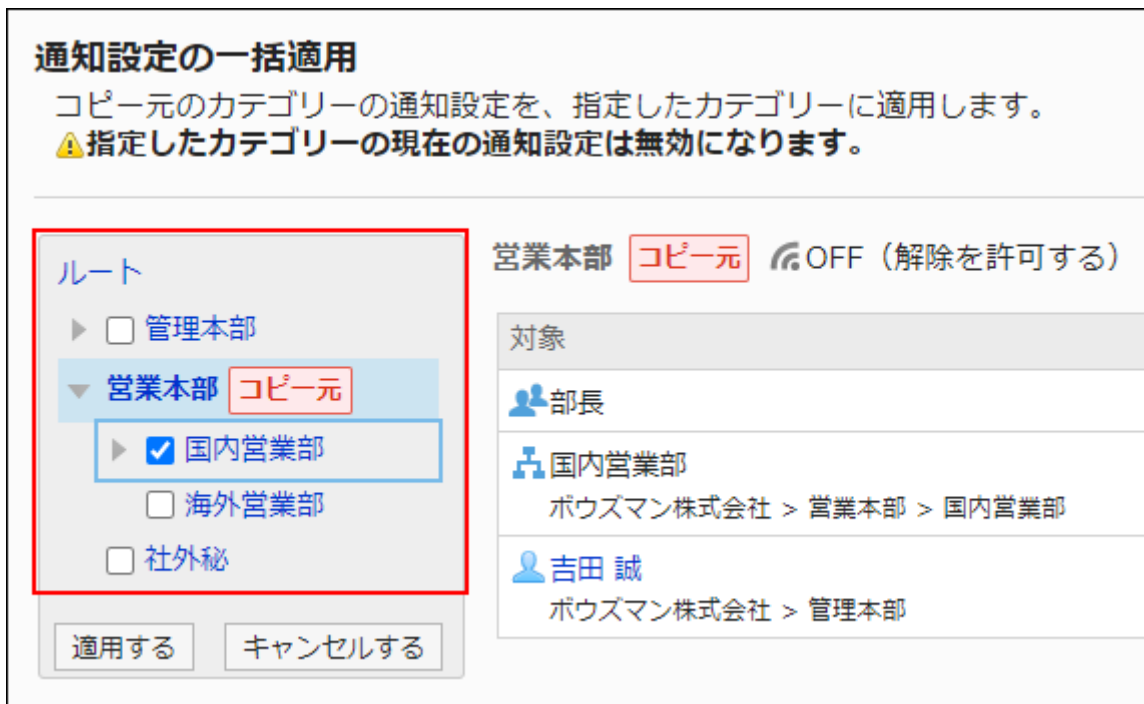 通知設定の一括適用
コピー元のカテゴリーの通知設定を、指定したカテゴリーに適用します。
指定したカテゴリーの現在の通知設定は無効になります。
ルート
管理本部
営業本部 コピー元
国内営業部
海外営業部
社外秘
適用する キャンセルする
営業本部 コピー元 OFF（解除を許可する）
対象
部長
国内営業部
ボウズマン株式会社 > 営業本部 > 国内営業部
吉田 誠
ボウズマン株式会社 > 管理本部